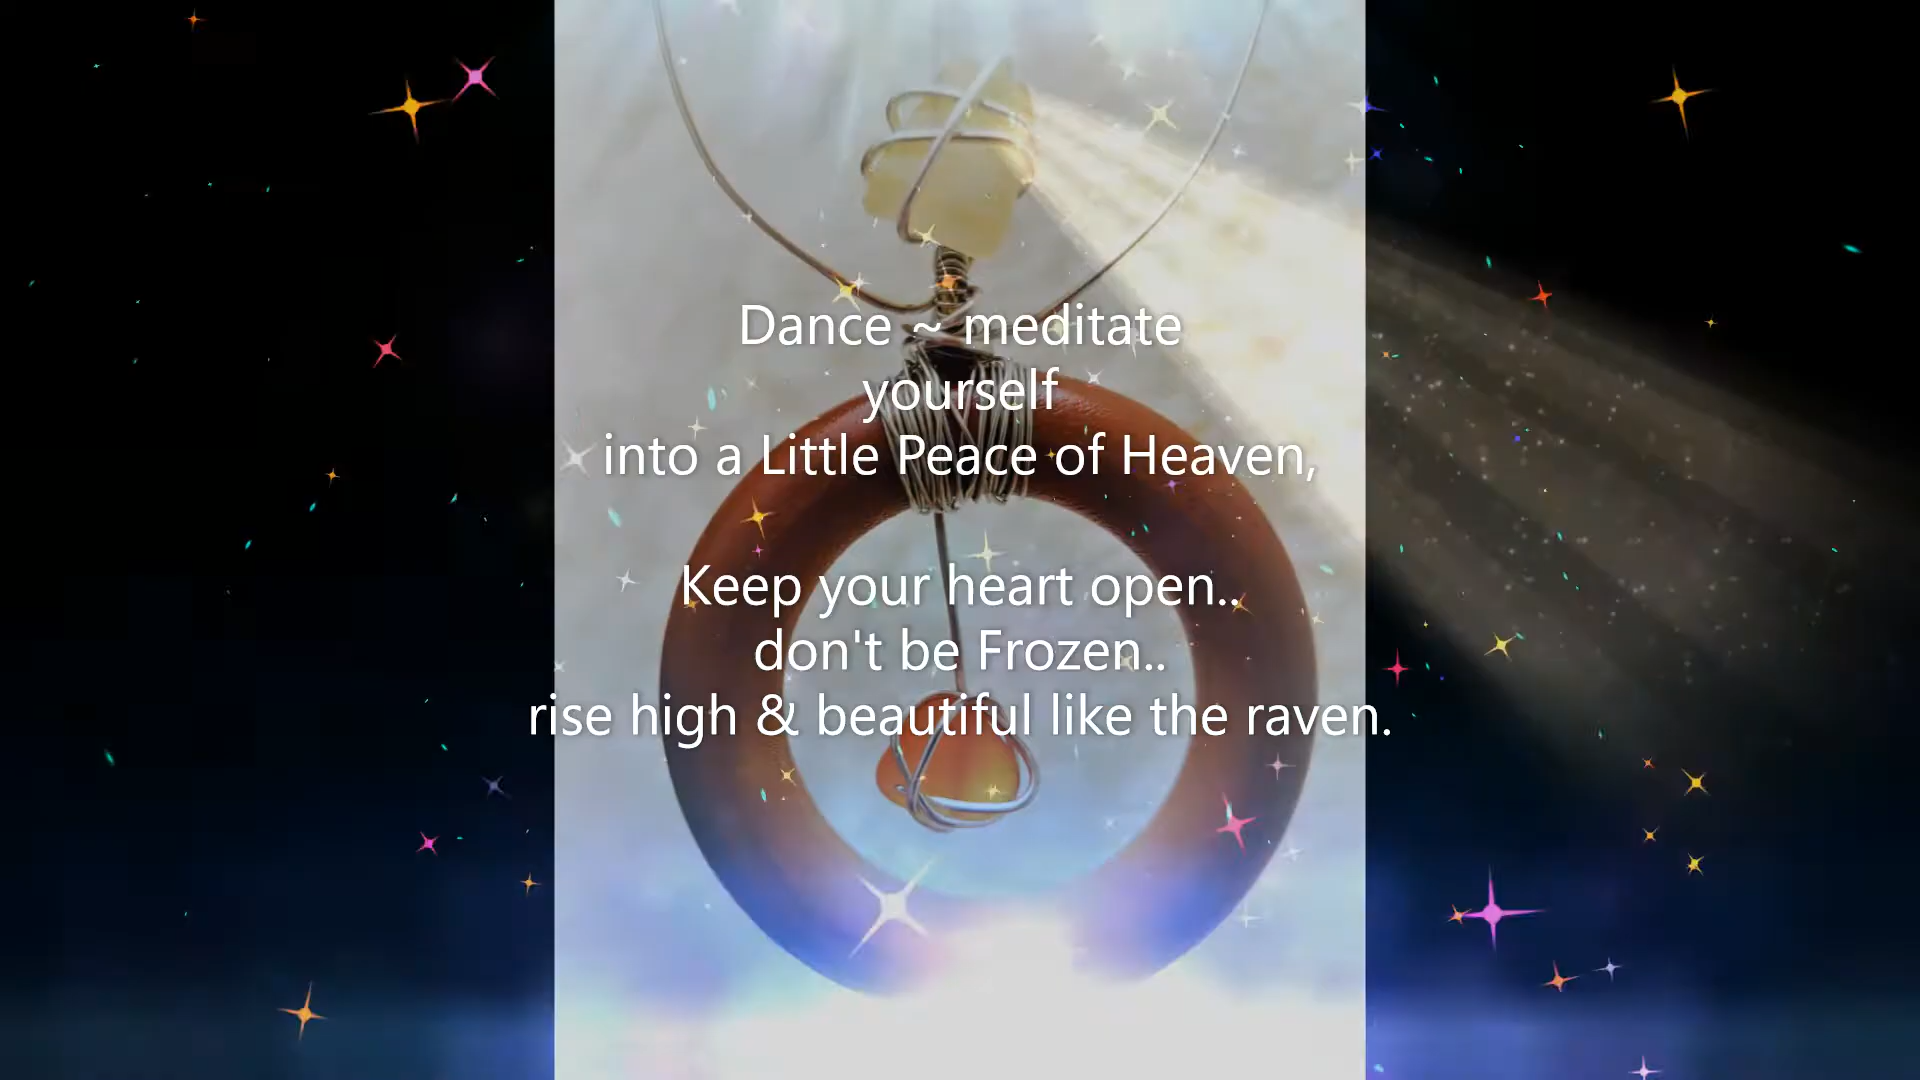 Dance ~ meditate
yourself
into a Little Peace of Heaven,
Keep your heart open..
don't be Frozen..
rise high & beautiful like the raven.